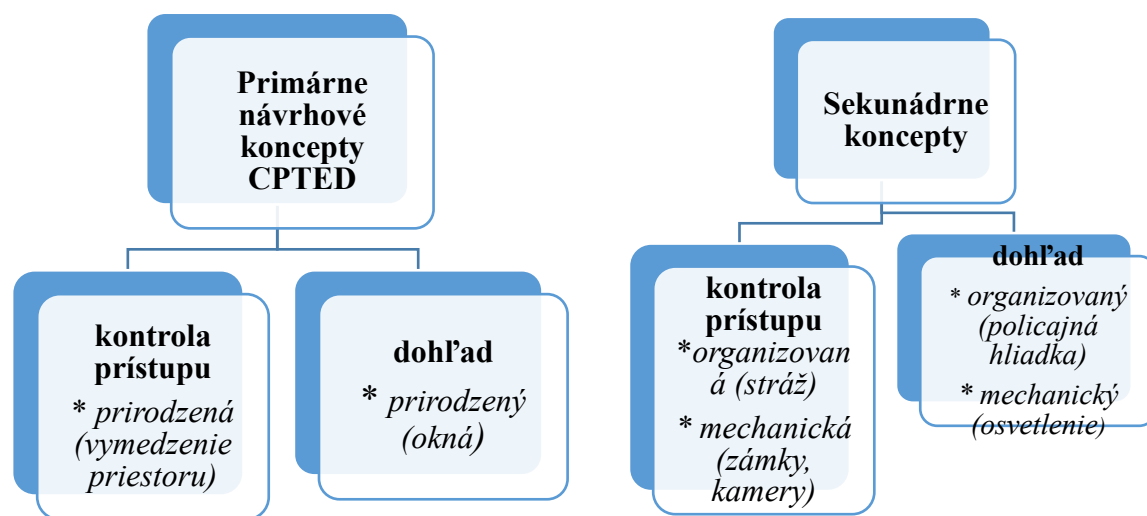 Primárne
návrhové
koncepty
CPTED
kontrola
prístupu
* prirodzená
(vymedzenie
priestoru)
dohľad
* prirodzený
(okná)
Sekunádrne
koncepty
kontrola
prístupu
*organizovan
á (stráž)
* mechanická
(zámky,
kamery)
dohľad
* organizovaný
(policajná
hliadka)
* mechanický
(osvetlenie)